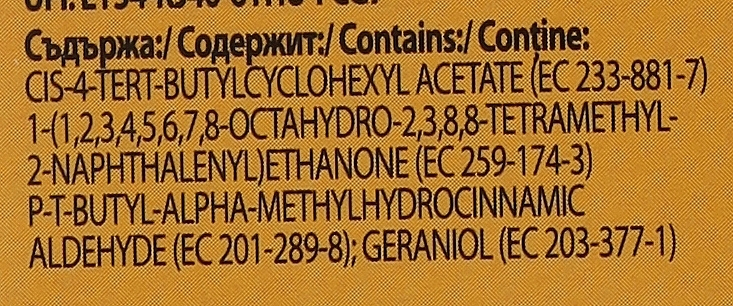 Съдържа:/ Содержит:/ Contains:/ Conţine:
CIS-4-TERT-BUTYLCYCLOHEXYL ACETATE (EC 233-881-7)
1-(1,2,3,4,5,6,7,8-OCTAHYDRO-2,3,8,8-TETRAMETHYL-
2-NAPHTHALENYL)ETHANONE (EC 259-174-3)
P-T-BUTYL-ALPHA-METHYLHYDROCINNAMIC
ALDEHYDE (EC 201-289-8); GERANIOL (EC 203-377-1)